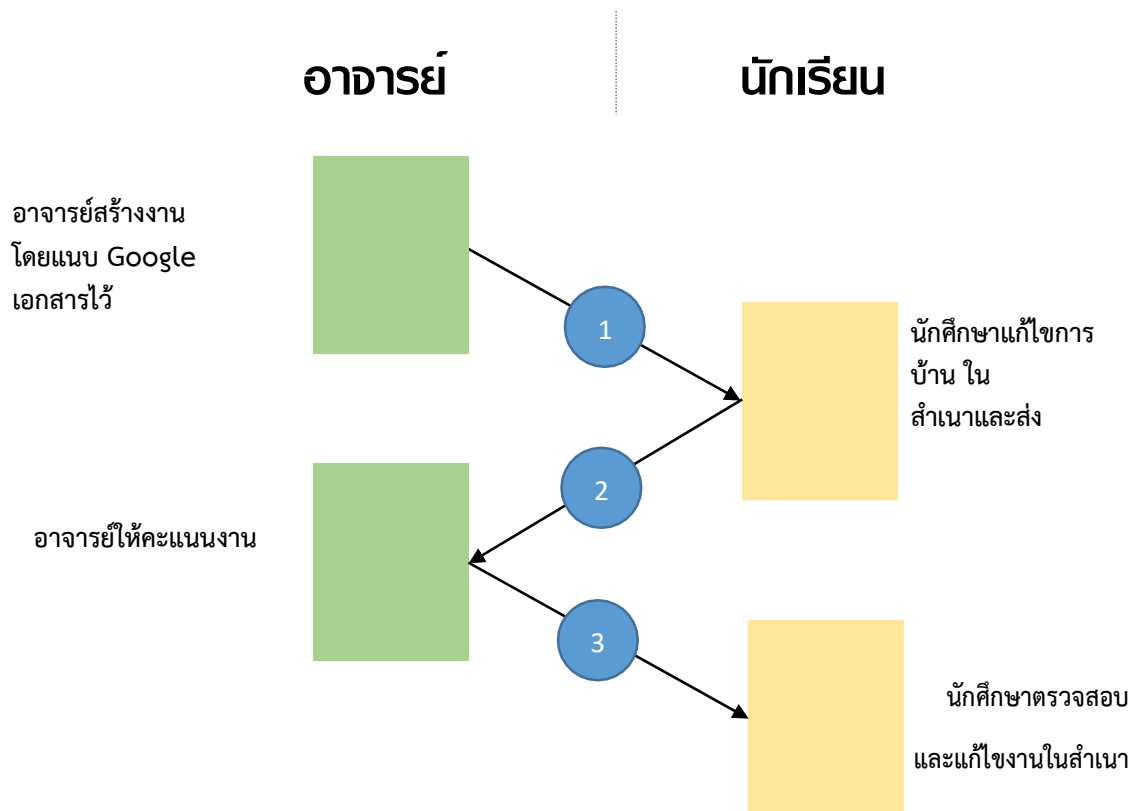 อาจารย์
นักเรียน
อาจารย์สร้างงาน
โดยแนบ Google
เอกสารไว้
1
นักศึกษาแก้ไขการ
บ้าน ใน
สำเนาและส่ง
2
อาจารย์ให้คะแนนงาน
3
นักศึกษาตรวจสอบ
และแก้ไขงานในสำเนา